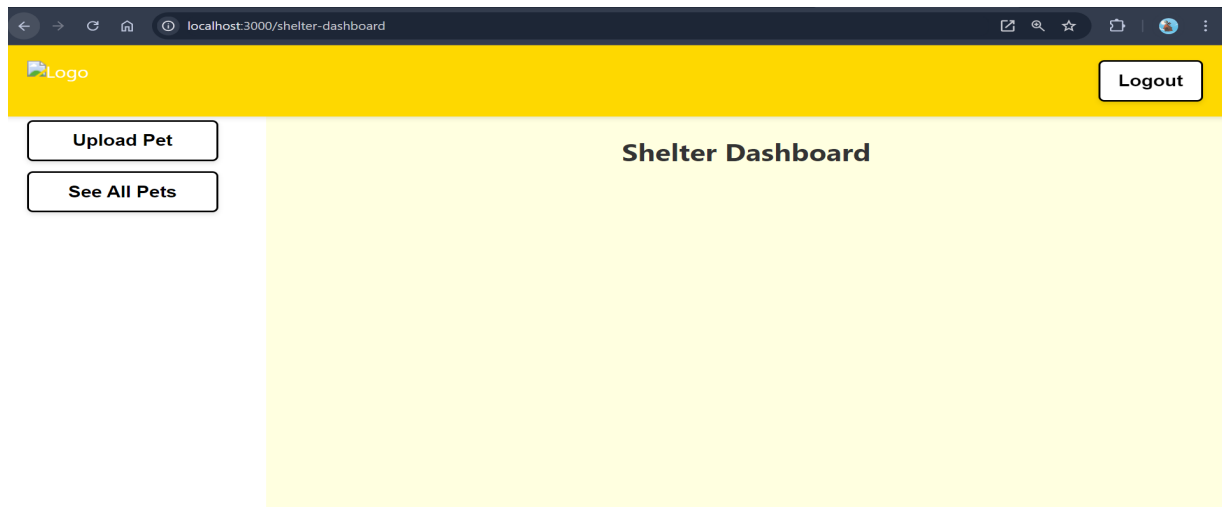 localhost:3000/shelter-dashboard
Logo
Logout
Upload Pet
See All Pets
Shelter Dashboard